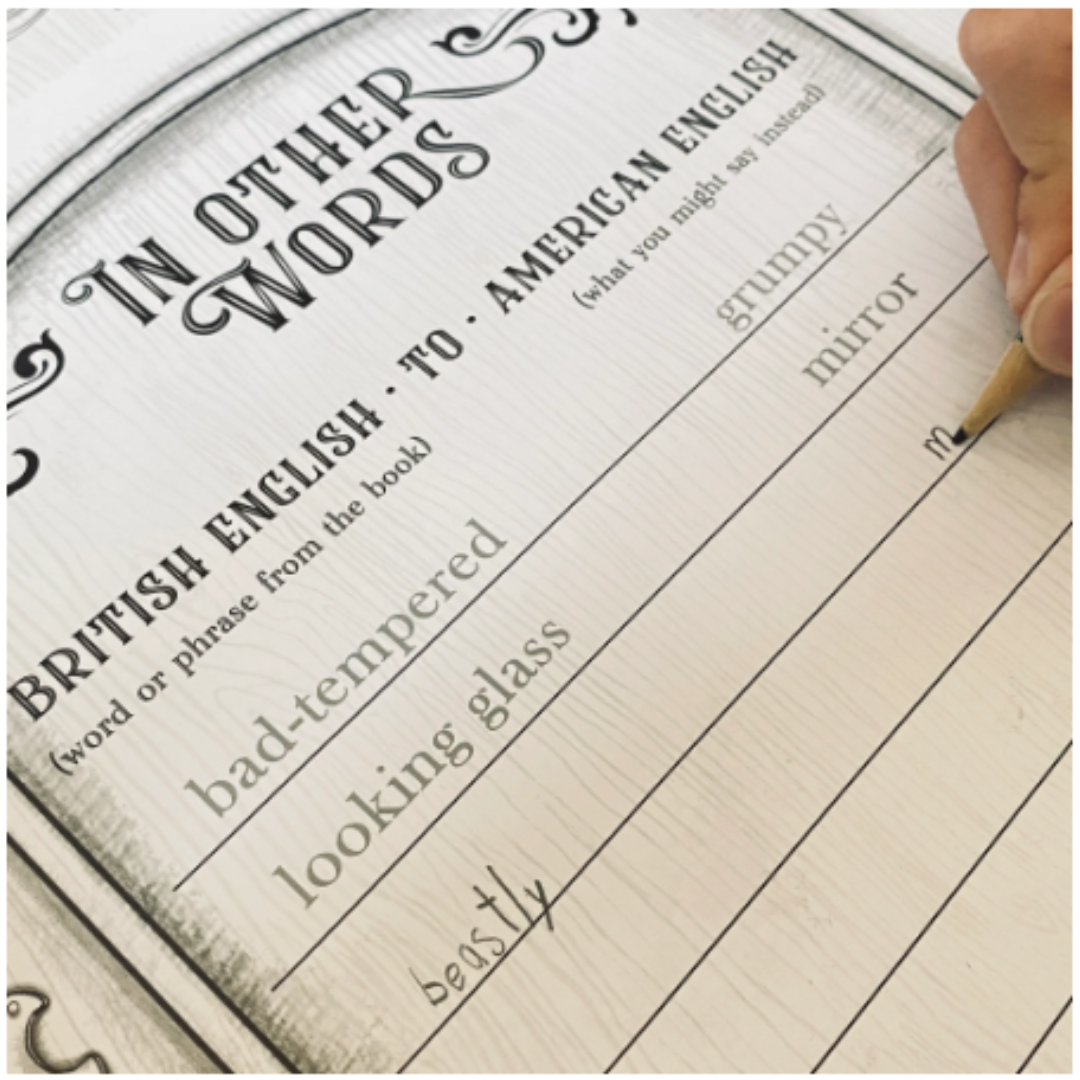 IN OTHER
WORDS
BRITISH ENGLISH · TO · AMERICAN ENGLISH
(word or phrase from the book) (what you might say instead)
bad-tempered grumpy
looking glass mirror
beastly m